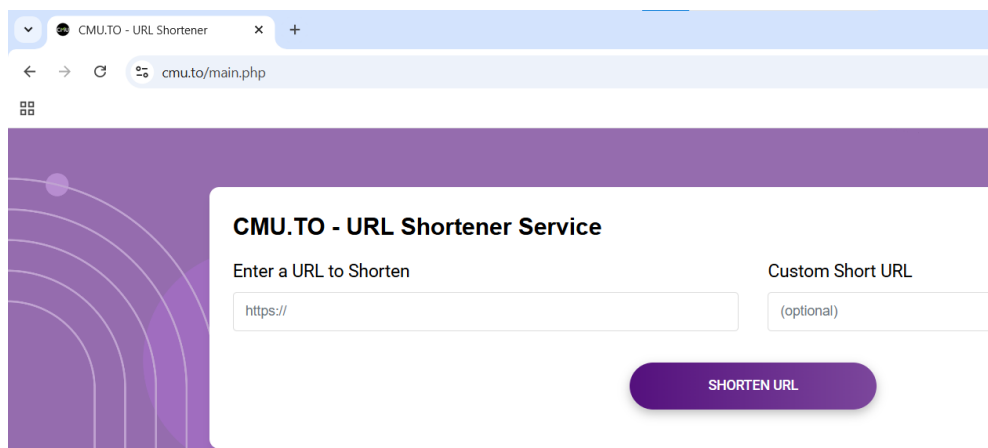 CMU.TO - URL Shortener
cmu.to/main.php
CMU.TO - URL Shortener Service
Enter a URL to Shorten
Custom Short URL
https://
(optional)
SHORTEN URL